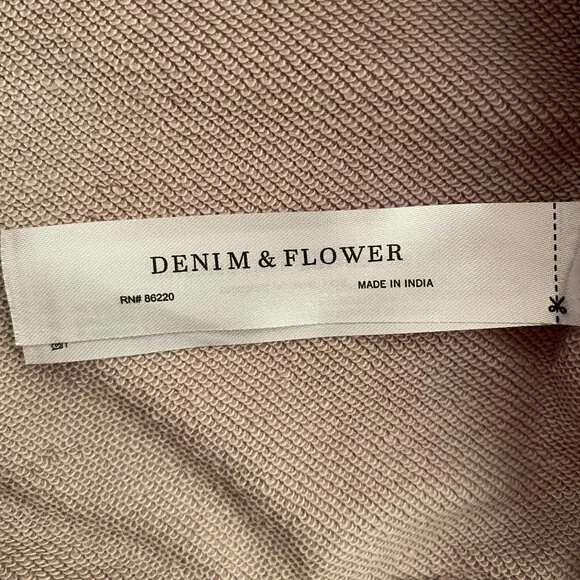 DENIM & FLOWER
RN# 86220 MADE IN INDIA